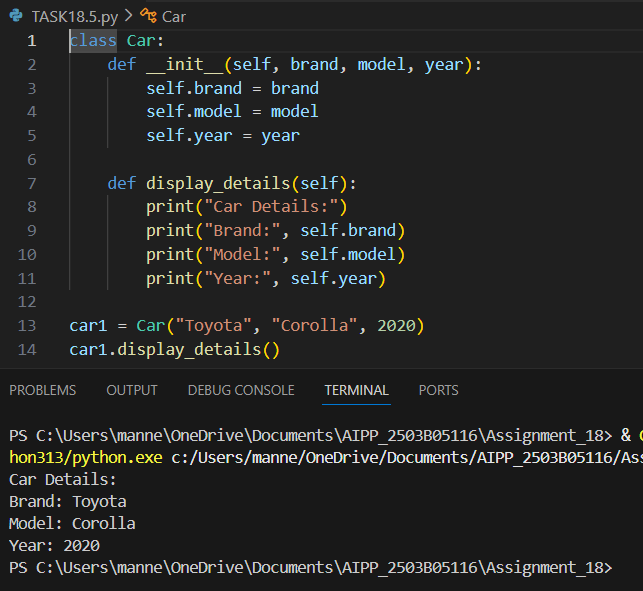 TASK18.5.py > Car
1 class Car:
2     def __init__(self, brand, model, year):
3         self.brand = brand
4         self.model = model
5         self.year = year
6
7     def display_details(self):
8         print("Car Details:")
9         print("Brand:", self.brand)
10         print("Model:", self.model)
11         print("Year:", self.year)
12
13 car1 = Car("Toyota", "Corolla", 2020)
14 car1.display_details()
PROBLEMS OUTPUT DEBUG CONSOLE TERMINAL PORTS
PS C:\Users\manne\OneDrive\Documents\AIPP_2503B05116\Assignment_18> &
hon313/python.exe c:/Users/manne/OneDrive/Documents/AIPP_2503B05116/Ass
Car Details:
Brand: Toyota
Model: Corolla
Year: 2020
PS C:\Users\manne\OneDrive\Documents\AIPP_2503B05116\Assignment_18>